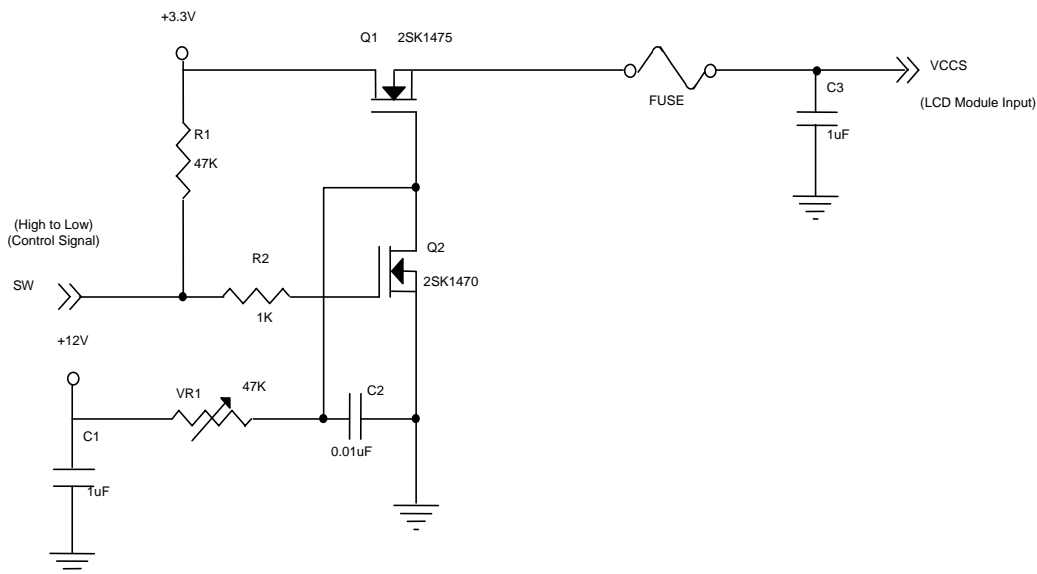 +3.3V
Q1 2SK1475
VCCS
FUSE
C3
(LCD Module Input)
R1
1uF
47K
(High to Low)
(Control Signal)
Q2
R2
SW
2SK1470
1K
+12V
VR1
47K
C2
C1
0.01uF
1uF